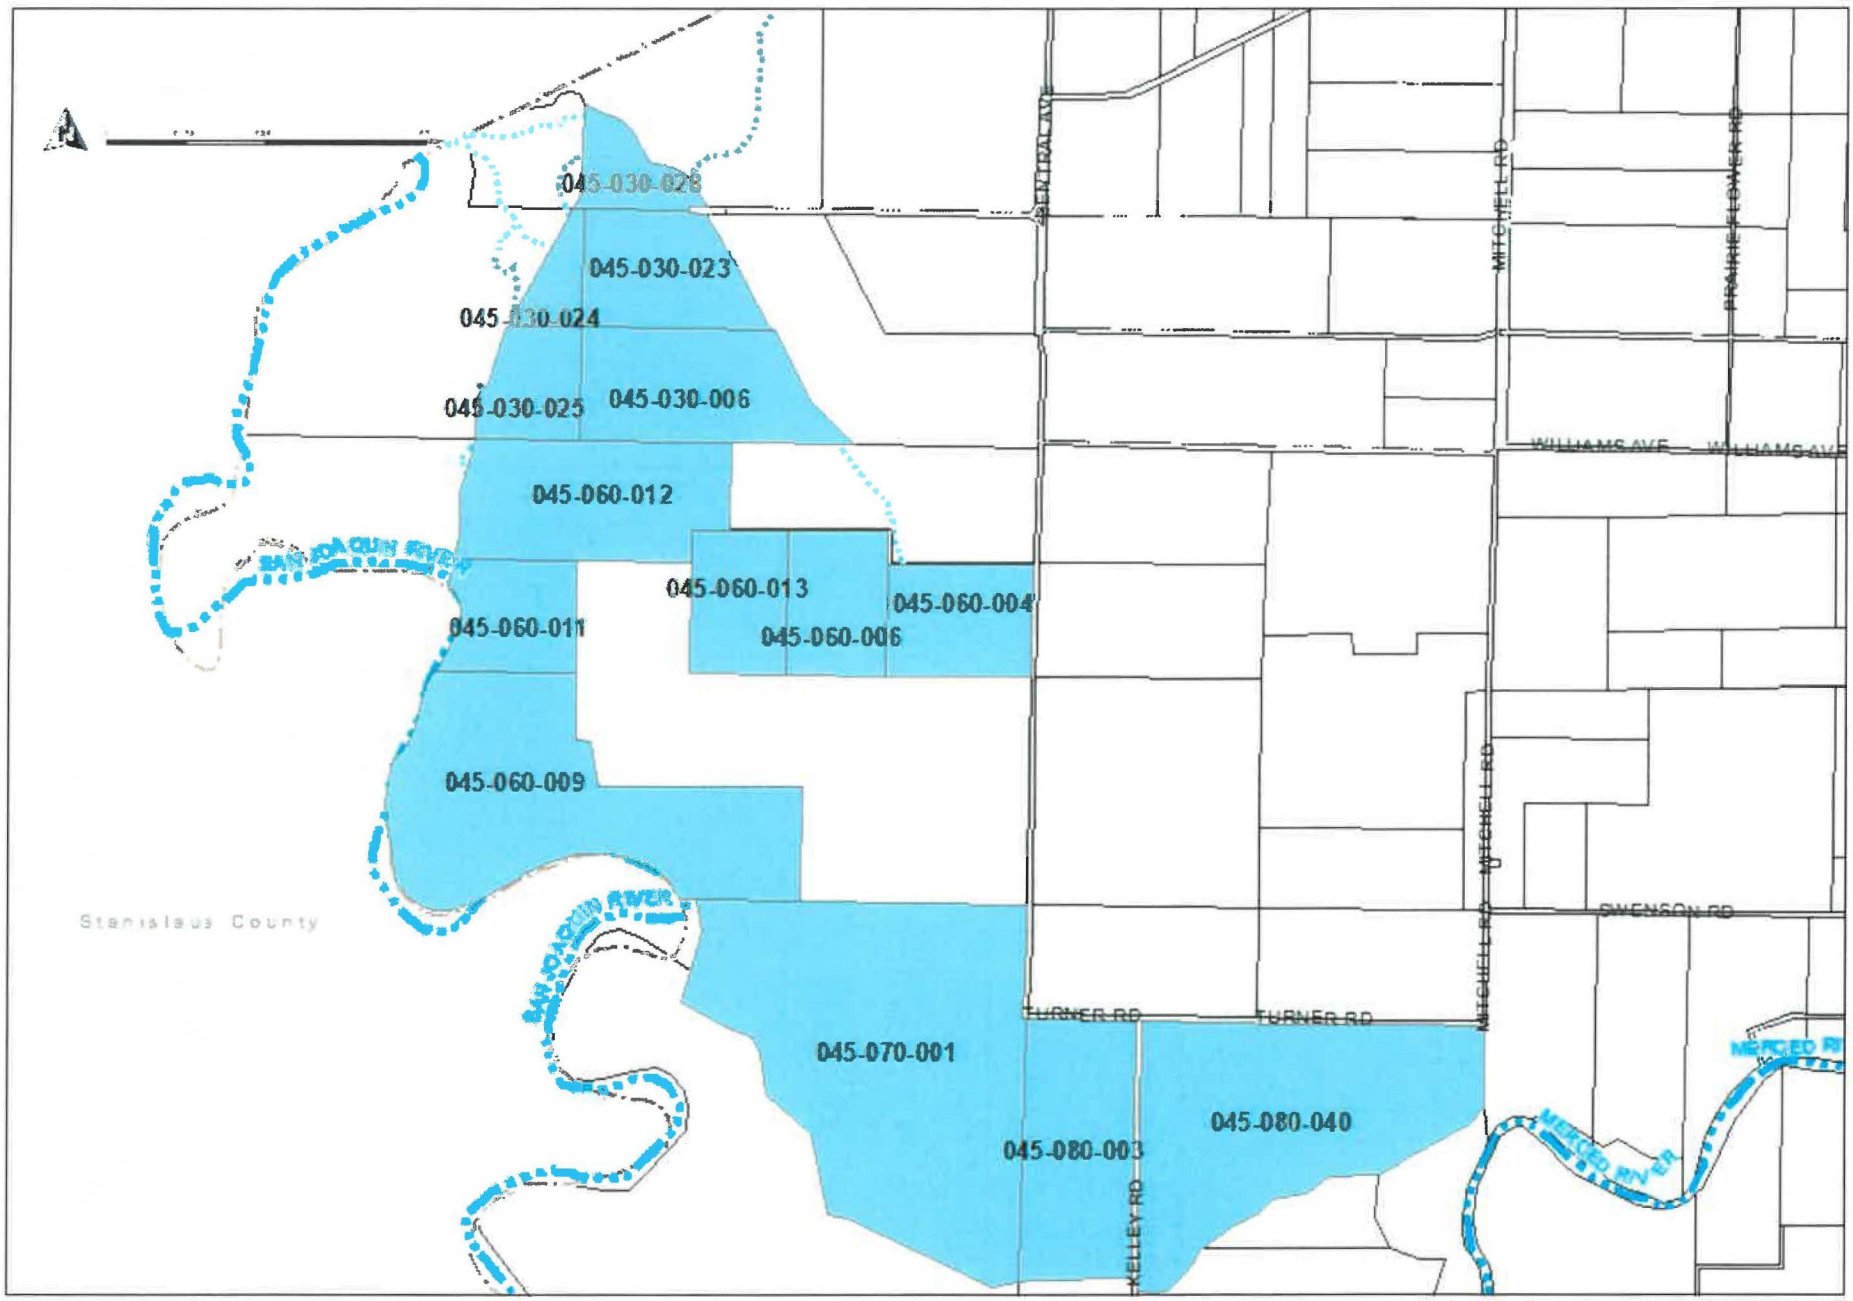 CENTRAL AVE
MITCHELL RD
PRAIRIE FLOWER RD
045-030-028
045-030-023
045-030-024
045-030-025
045-030-006
WILLIAMS AVE
WILLIAMS AVE
045-060-012
SAN JOAQUIN RIVER
045-060-013
045-060-004
045-060-011
045-060-006
045-060-009
MITCHELL RD
Stanislaus County
SAN JOAQUIN RIVER
SWENSON RD
MITCHELL RD
TURNER RD
TURNER RD
045-070-001
MERCED RI
045-080-040
045-080-003
MERCED RIVER
KELLEY RD